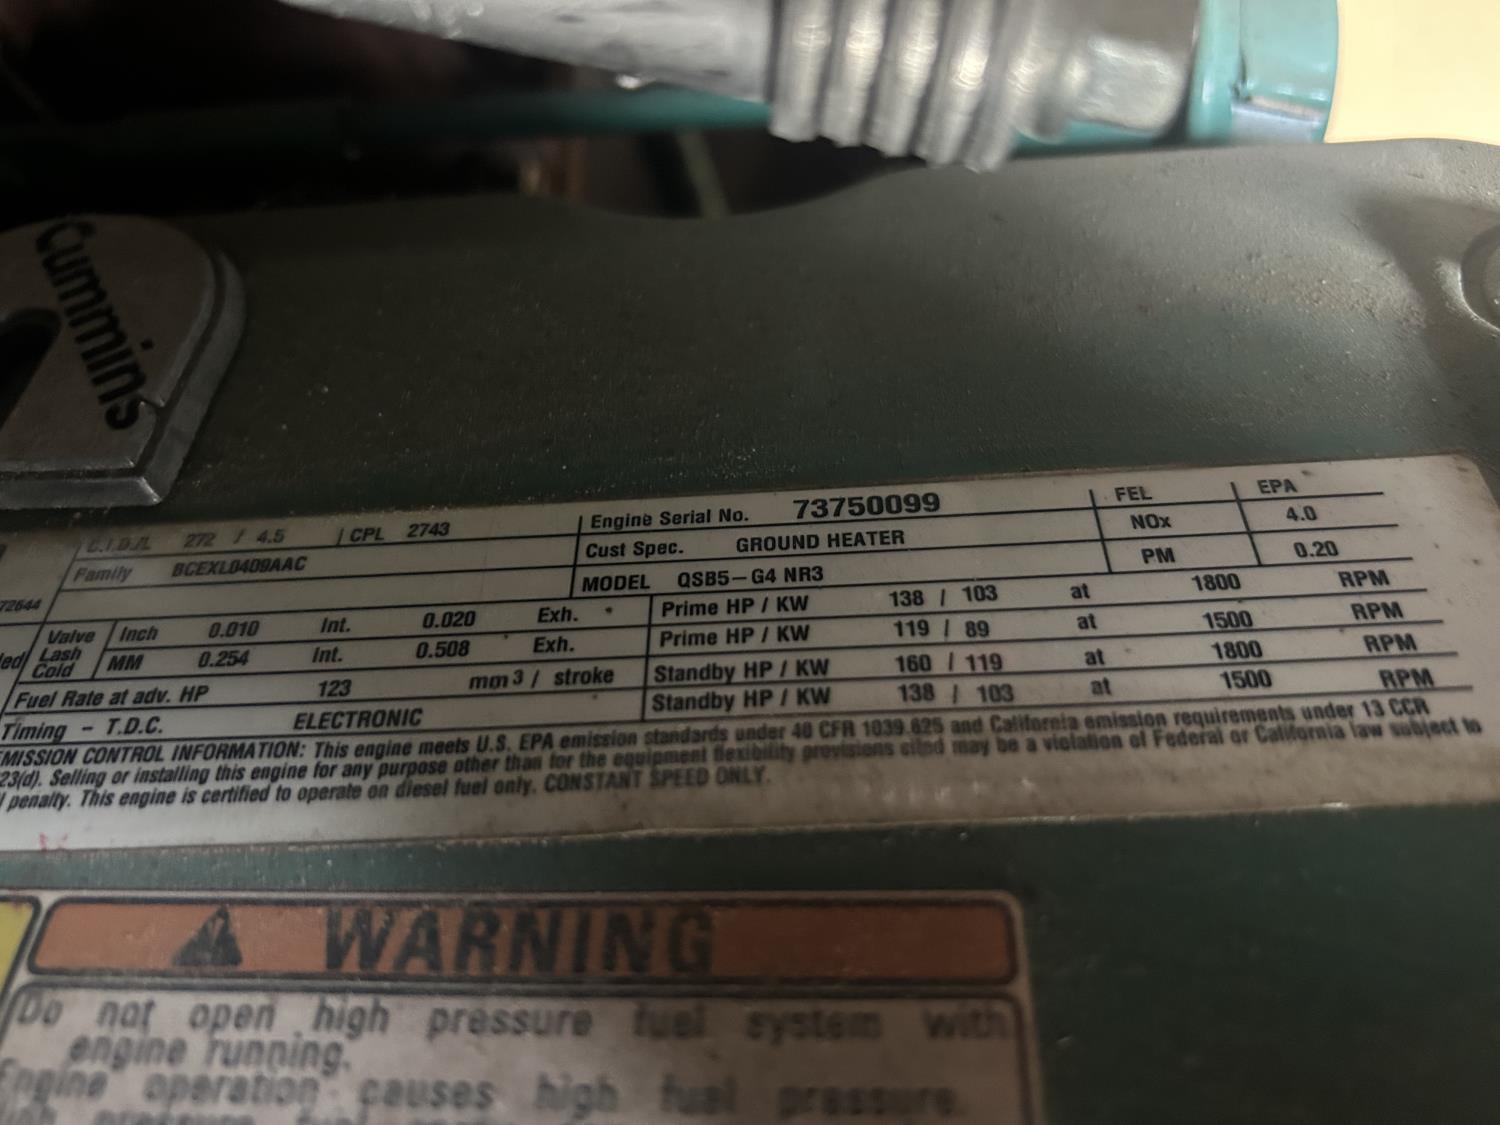 Cummins
C.I.D./L 272 / 4.5 CPL 2743 Engine Serial No. 73750099 FEL EPA
Family BCEXL0409AAC Cust Spec. GROUND HEATER NOx 4.0
MODEL QSB5-G4 NR3 PM 0.20
72644
Valve Lash Cold Inch 0.010 Int. 0.020 Exh. Prime HP / KW 138 / 103 at 1800 RPM
MM 0.254 Int. 0.508 Exh. Prime HP / KW 119 / 89 at 1500 RPM
Fuel Rate at adv. HP 123 mm3 / stroke Standby HP / KW 160 / 119 at 1800 RPM
Timing - T.D.C. ELECTRONIC Standby HP / KW 138 / 103 at 1500 RPM
EMISSION CONTROL INFORMATION: This engine meets U.S. EPA emission standards under 40 CFR 1039.625 and California emission requirements under 13 CCR
23(d). Selling or installing this engine for any purpose other than for the equipment flexibility provisions cited may be a violation of Federal or California law subject to
penalty. This engine is certified to operate on diesel fuel only. CONSTANT SPEED ONLY.
WARNING
Do not open high pressure fuel system with
engine running.
Engine operation causes high fuel pressure.